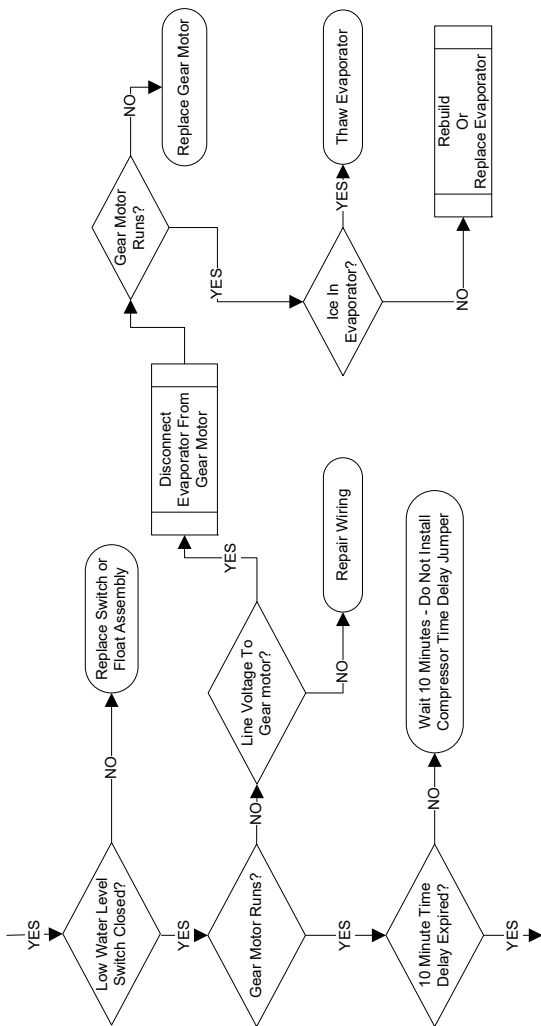 YES
Low Water Level
Switch Closed?
NO
Replace Switch or
Float Assembly
YES
Gear Motor Runs?
NO
Line Voltage To
Gear motor?
NO
Repair Wiring
YES
Disconnect
Evaporator From
Gear Motor
Gear Motor
Runs?
NO
Replace Gear Motor
YES
Ice In
Evaporator?
YES
Thaw Evaporator
NO
Rebuild
Or
Replace Evaporator
YES
10 Minute Time
Delay Expired?
NO
Wait 10 Minutes - Do Not Install
Compressor Time Delay Jumper
YES